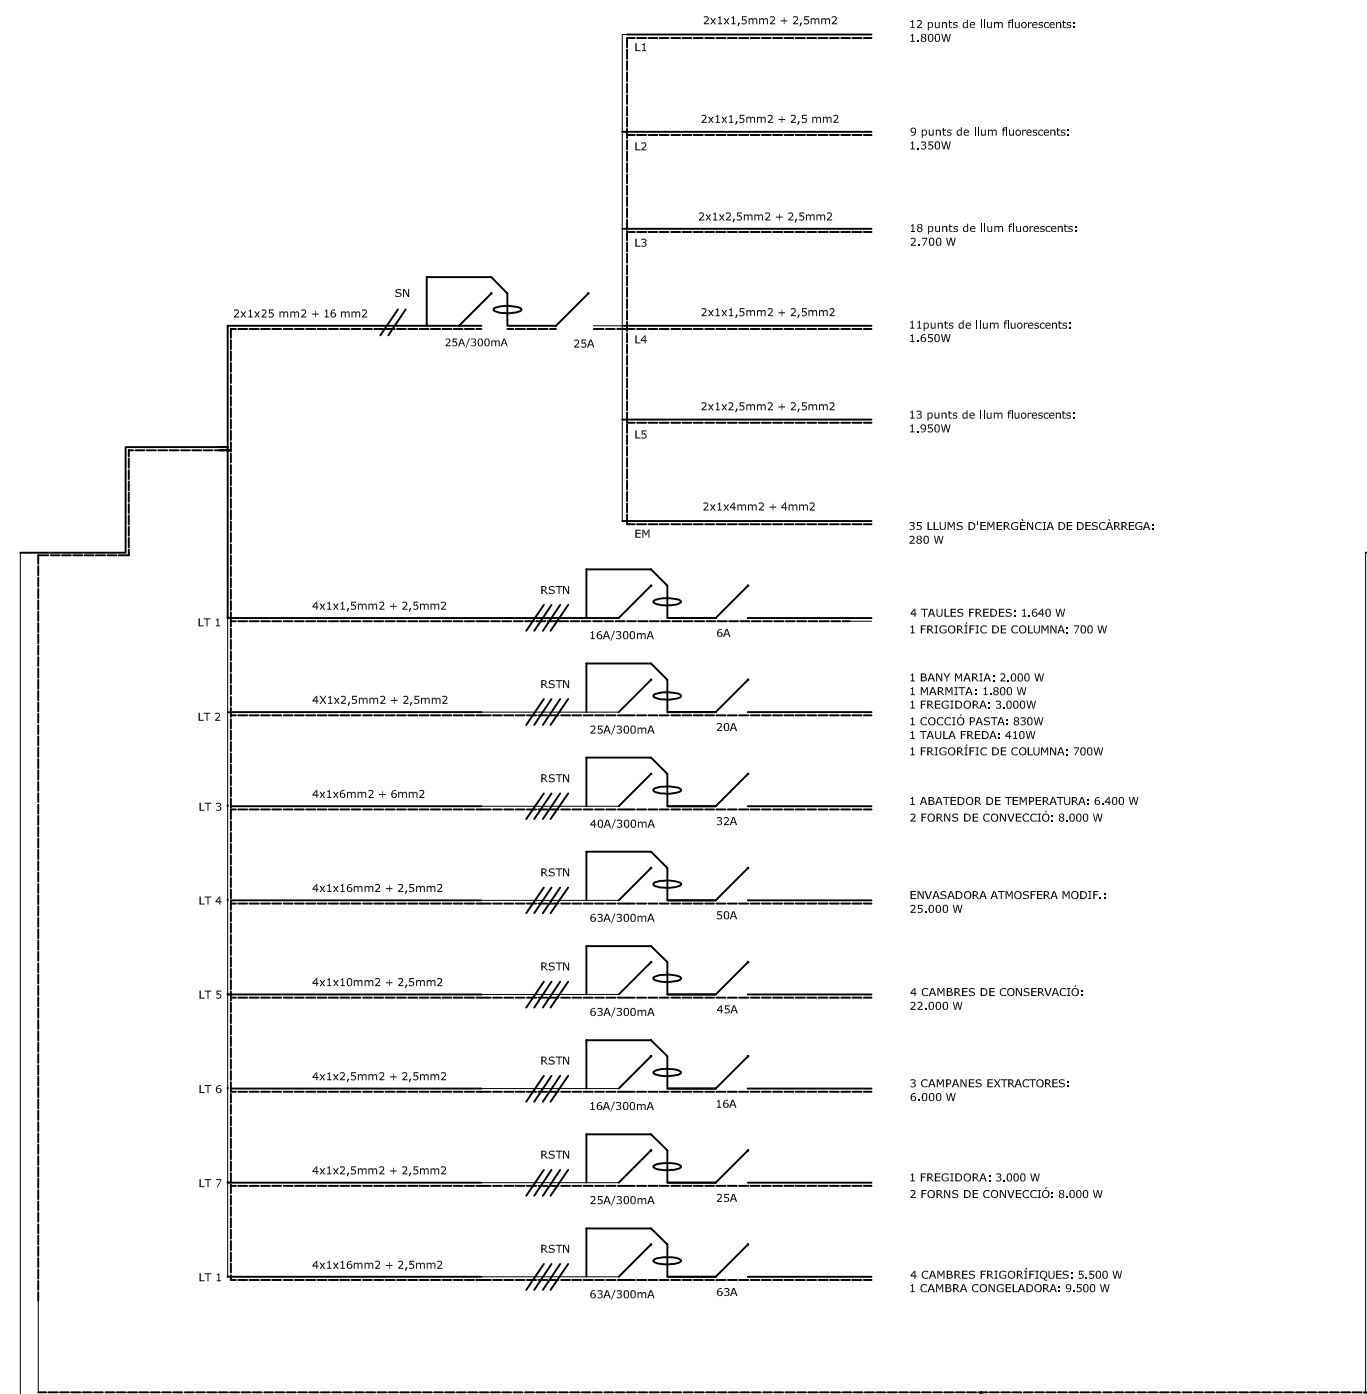 2x1x1,5mm2 + 2,5mm2
L1
12 punts de llum fluorescents:
1.800W
2x1x1,5mm2 + 2,5 mm2
L2
9 punts de llum fluorescents:
1.350W
2x1x2,5mm2 + 2,5mm2
L3
18 punts de llum fluorescents:
2.700 W
2x1x25 mm2 + 16 mm2
SN
25A/300mA
25A
2x1x1,5mm2 + 2,5mm2
L4
11punts de llum fluorescents:
1.650W
2x1x2,5mm2 + 2,5mm2
L5
13 punts de llum fluorescents:
1.950W
2x1x4mm2 + 4mm2
EM
35 LLUMS D'EMERGÈNCIA DE DESCÀRREGA:
280 W
LT 1
4x1x1,5mm2 + 2,5mm2
RSTN
16A/300mA
6A
4 TAULES FREDES: 1.640 W
1 FRIGORÍFIC DE COLUMNA: 700 W
LT 2
4X1x2,5mm2 + 2,5mm2
RSTN
25A/300mA
20A
1 BANY MARIA: 2.000 W
1 MARMITA: 1.800 W
1 FREGIDORA: 3.000W
1 COCCIÓ PASTA: 830W
1 TAULA FREDA: 410W
1 FRIGORÍFIC DE COLUMNA: 700W
LT 3
4x1x6mm2 + 6mm2
RSTN
40A/300mA
32A
1 ABATEDOR DE TEMPERATURA: 6.400 W
2 FORNS DE CONVECCIÓ: 8.000 W
LT 4
4x1x16mm2 + 2,5mm2
RSTN
63A/300mA
50A
ENVASADORA ATMOSFERA MODIF.:
25.000 W
LT 5
4x1x10mm2 + 2,5mm2
RSTN
63A/300mA
45A
4 CAMBRES DE CONSERVACIÓ:
22.000 W
LT 6
4x1x2,5mm2 + 2,5mm2
RSTN
16A/300mA
16A
3 CAMPANES EXTRACTORES:
6.000 W
LT 7
4x1x2,5mm2 + 2,5mm2
RSTN
25A/300mA
25A
1 FREGIDORA: 3.000 W
2 FORNS DE CONVECCIÓ: 8.000 W
LT 1
4x1x16mm2 + 2,5mm2
RSTN
63A/300mA
63A
4 CAMBRES FRIGORÍFIQUES: 5.500 W
1 CAMBRA CONGELADORA: 9.500 W